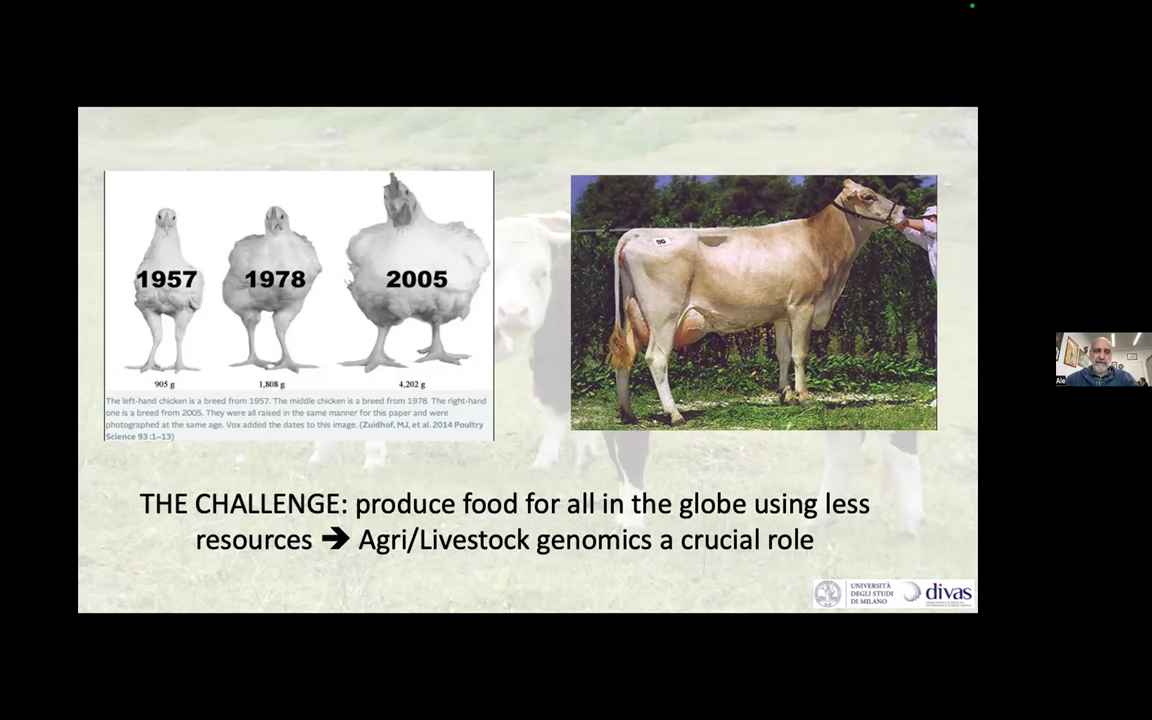 1957
1978
2005
905 g
1,808 g
4,202 g
The left-hand chicken is a breed from 1957. The middle chicken is a breed from 1978. The right-hand
one is a breed from 2005. They were all raised in the same manner for this paper and were
photographed at the same age. Vox added the dates to this image. (Zuidhof, MJ, et al. 2014 Poultry
Science 93 :1–13)
THE CHALLENGE: produce food for all in the globe using less
resources ➔ Agri/Livestock genomics a crucial role
UNIVERSITÀ
DEGLI STUDI
DI MILANO
divas
Ale